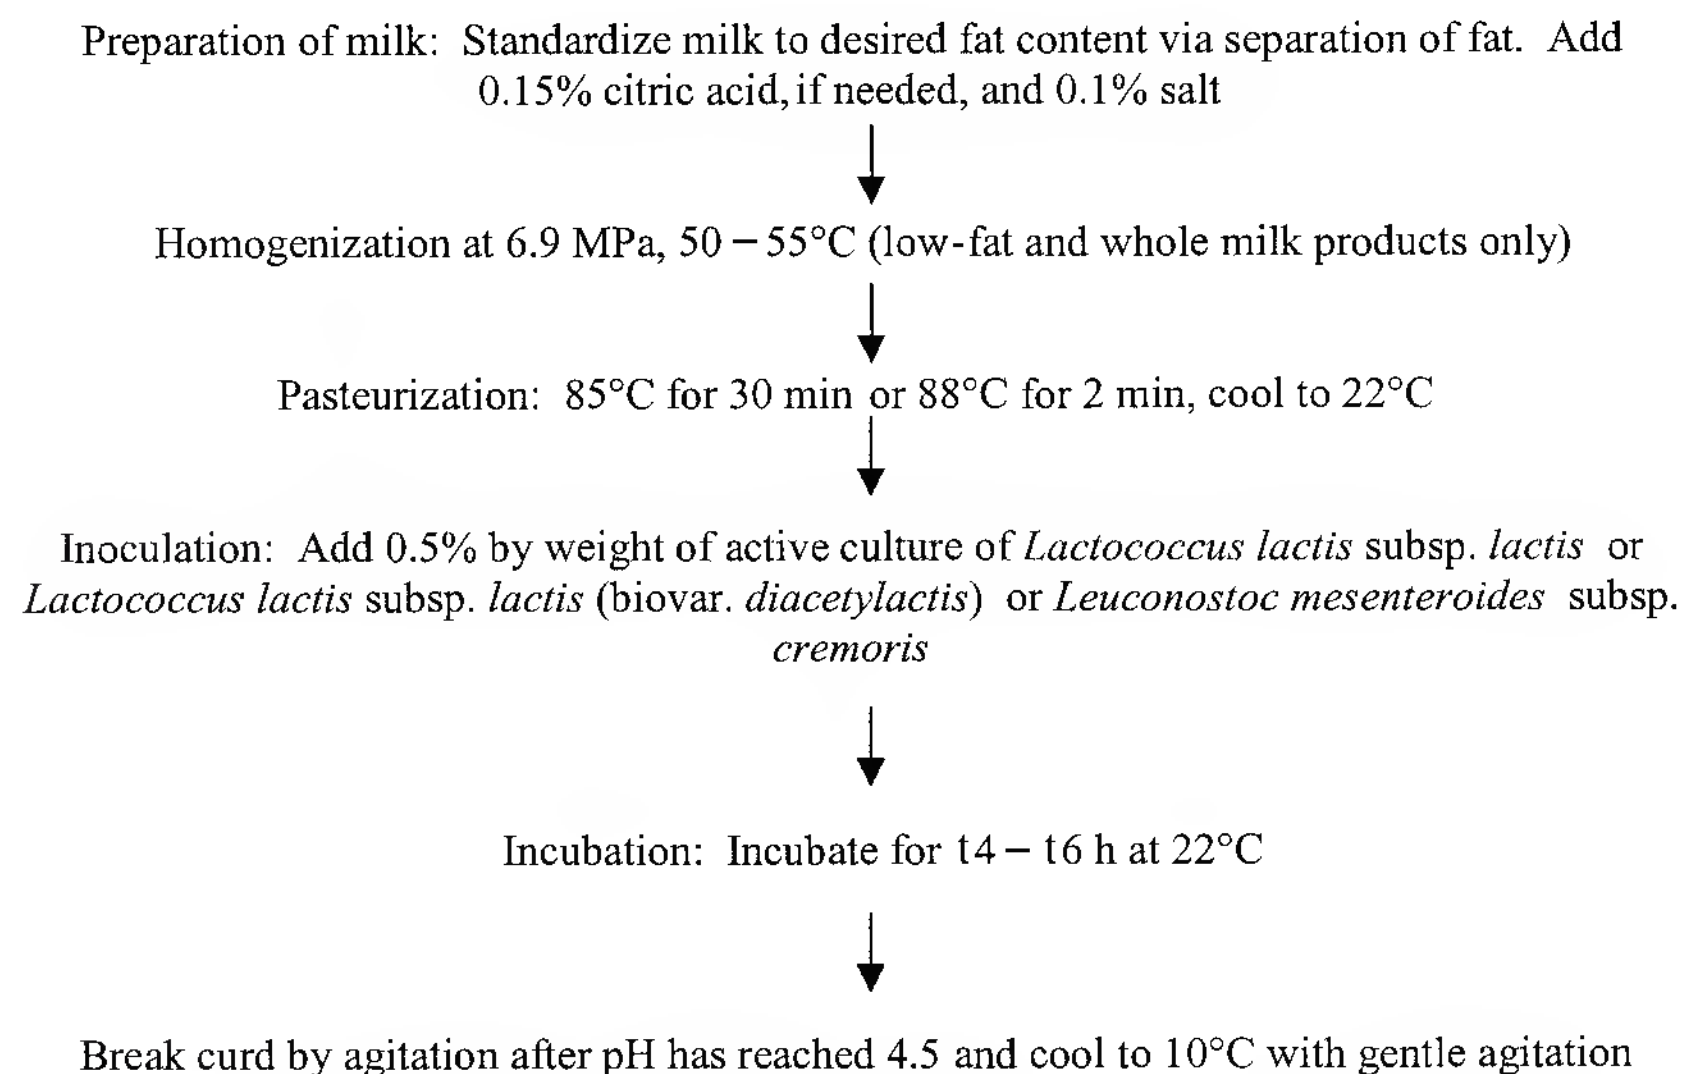 Preparation of milk: Standardize milk to desired fat content via separation of fat. Add
0.15% citric acid, if needed, and 0.1% salt
Homogenization at 6.9 MPa, 50 – 55°C (low-fat and whole milk products only)
Pasteurization: 85°C for 30 min or 88°C for 2 min, cool to 22°C
Inoculation: Add 0.5% by weight of active culture of Lactococcus lactis subsp. lactis or
Lactococcus lactis subsp. lactis (biovar. diacetylactis) or Leuconostoc mesenteroides subsp.
cremoris
Incubation: Incubate for t4 – t6 h at 22°C
Break curd by agitation after pH has reached 4.5 and cool to 10°C with gentle agitation